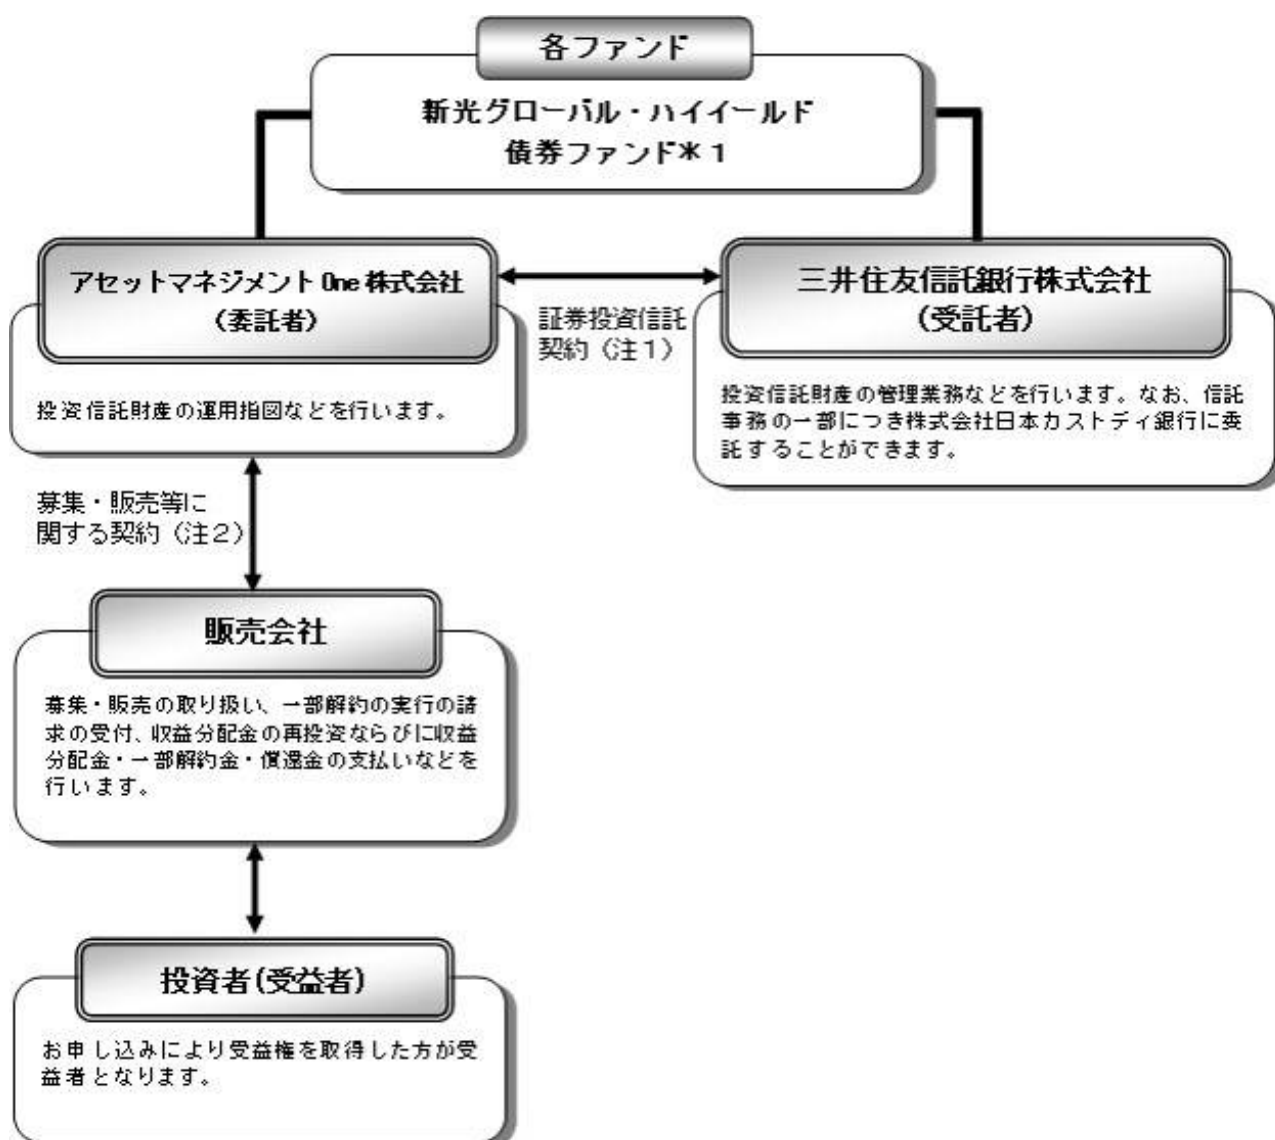 各ファンド
新光グローバル・ハイイールド
債券ファンド＊１
アセットマネジメント One 株式会社
（委託者）
投資信託財産の運用指図などを行います。
証券投資信託
契約（注１）
三井住友信託銀行株式会社
（受託者）
投資信託財産の管理業務などを行います。なお、信託
事務の一部につき株式会社日本カストディ銀行に委
託することができます。
募集・販売等に
関する契約（注２）
販売会社
募集・販売の取り扱い、一部解約の実行の請
求の受付、収益分配金の再投資ならびに収益
分配金・一部解約金・償還金の支払いなどを
行います。
投資者(受益者)
お申し込みにより受益権を取得した方が受
益者となります。